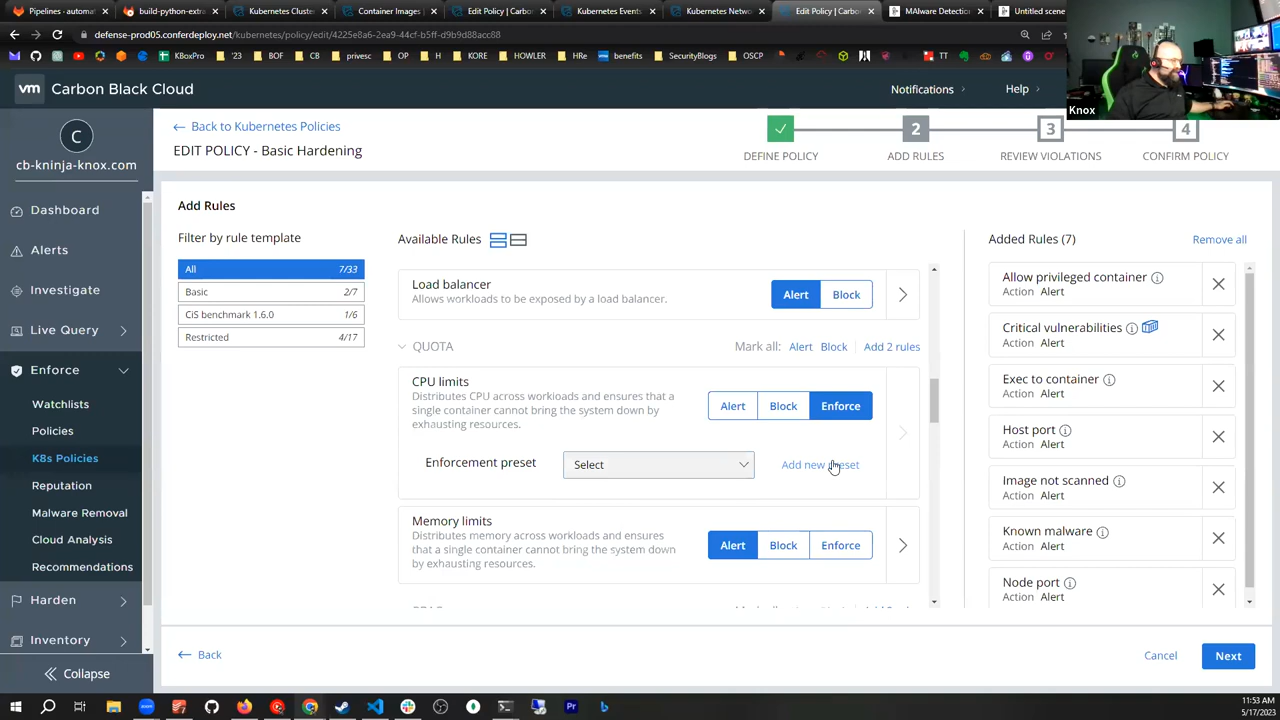 Pipelines - automat
build-python-extra
Kubernetes Cluster
Container Images
Edit Policy | Carbo
Kubernetes Events
Kubernetes Netwo
Edit Policy | Carbo
MAlware Detection
Untitled scene
defense-prod05.conferdeploy.net/kubernetes/policy/edit/4225e8a6-2ea9-44cf-b5ff-d9b9d88acc88
KBoxPro
'23
BOF
CB
privesc
OP
H
KORE
HOWLER
HRe
benefits
SecurityBlogs
OSCP
TT
vm
Carbon Black Cloud
Notifications
Help
Knox
C
cb-kninja-knox.com
Dashboard
Alerts
Investigate
Live Query
Enforce
Watchlists
Policies
K8s Policies
Reputation
Malware Removal
Cloud Analysis
Recommendations
Harden
Inventory
Collapse
Back to Kubernetes Policies
EDIT POLICY - Basic Hardening
2
3
4
DEFINE POLICY
ADD RULES
REVIEW VIOLATIONS
CONFIRM POLICY
Add Rules
Filter by rule template
All 7/33
Basic 2/7
CiS benchmark 1.6.0 1/6
Restricted 4/17
Available Rules
Load balancer
Allows workloads to be exposed by a load balancer.
Alert Block
QUOTA
Mark all: Alert Block Add 2 rules
CPU limits
Distributes CPU across workloads and ensures that a
single container cannot bring the system down by
exhausting resources.
Alert Block Enforce
Enforcement preset
Select
Add new preset
Memory limits
Distributes memory across workloads and ensures
that a single container cannot bring the system down
by exhausting resources.
Alert Block Enforce
Added Rules (7)
Remove all
Allow privileged container
Action Alert
Critical vulnerabilities
Action Alert
Exec to container
Action Alert
Host port
Action Alert
Image not scanned
Action Alert
Known malware
Action Alert
Node port
Action Alert
Back
Cancel
Next
11:53 AM
5/17/2023